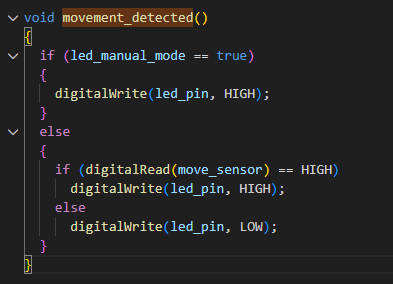 void movement_detected()
{
  if (led_manual_mode == true)
  {
    digitalWrite(led_pin, HIGH);
  }
  else
  {
    if (digitalRead(move_sensor) == HIGH)
      digitalWrite(led_pin, HIGH);
    else
      digitalWrite(led_pin, LOW);
  }
}